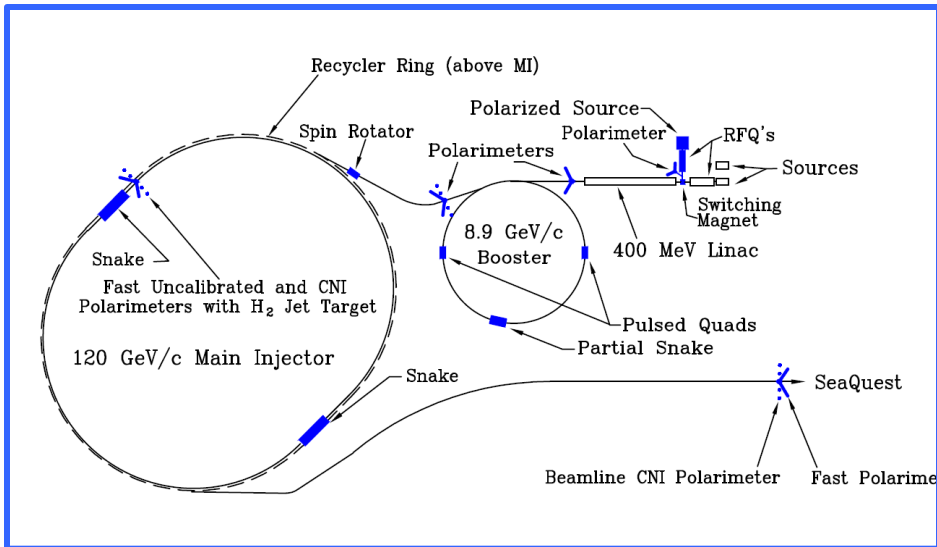 Recycler Ring (above MI)
Polarized Source
Spin Rotator
Polarimeter
RFQ's
Polarimeters
Sources
Switching
Magnet
8.9 GeV/c
Booster
400 MeV Linac
Snake
Fast Uncalibrated and CNI
Polarimeters with H₂ Jet Target
Pulsed Quads
Partial Snake
120 GeV/c Main Injector
Snake
SeaQuest
Beamline CNI Polarimeter
Fast Polarime